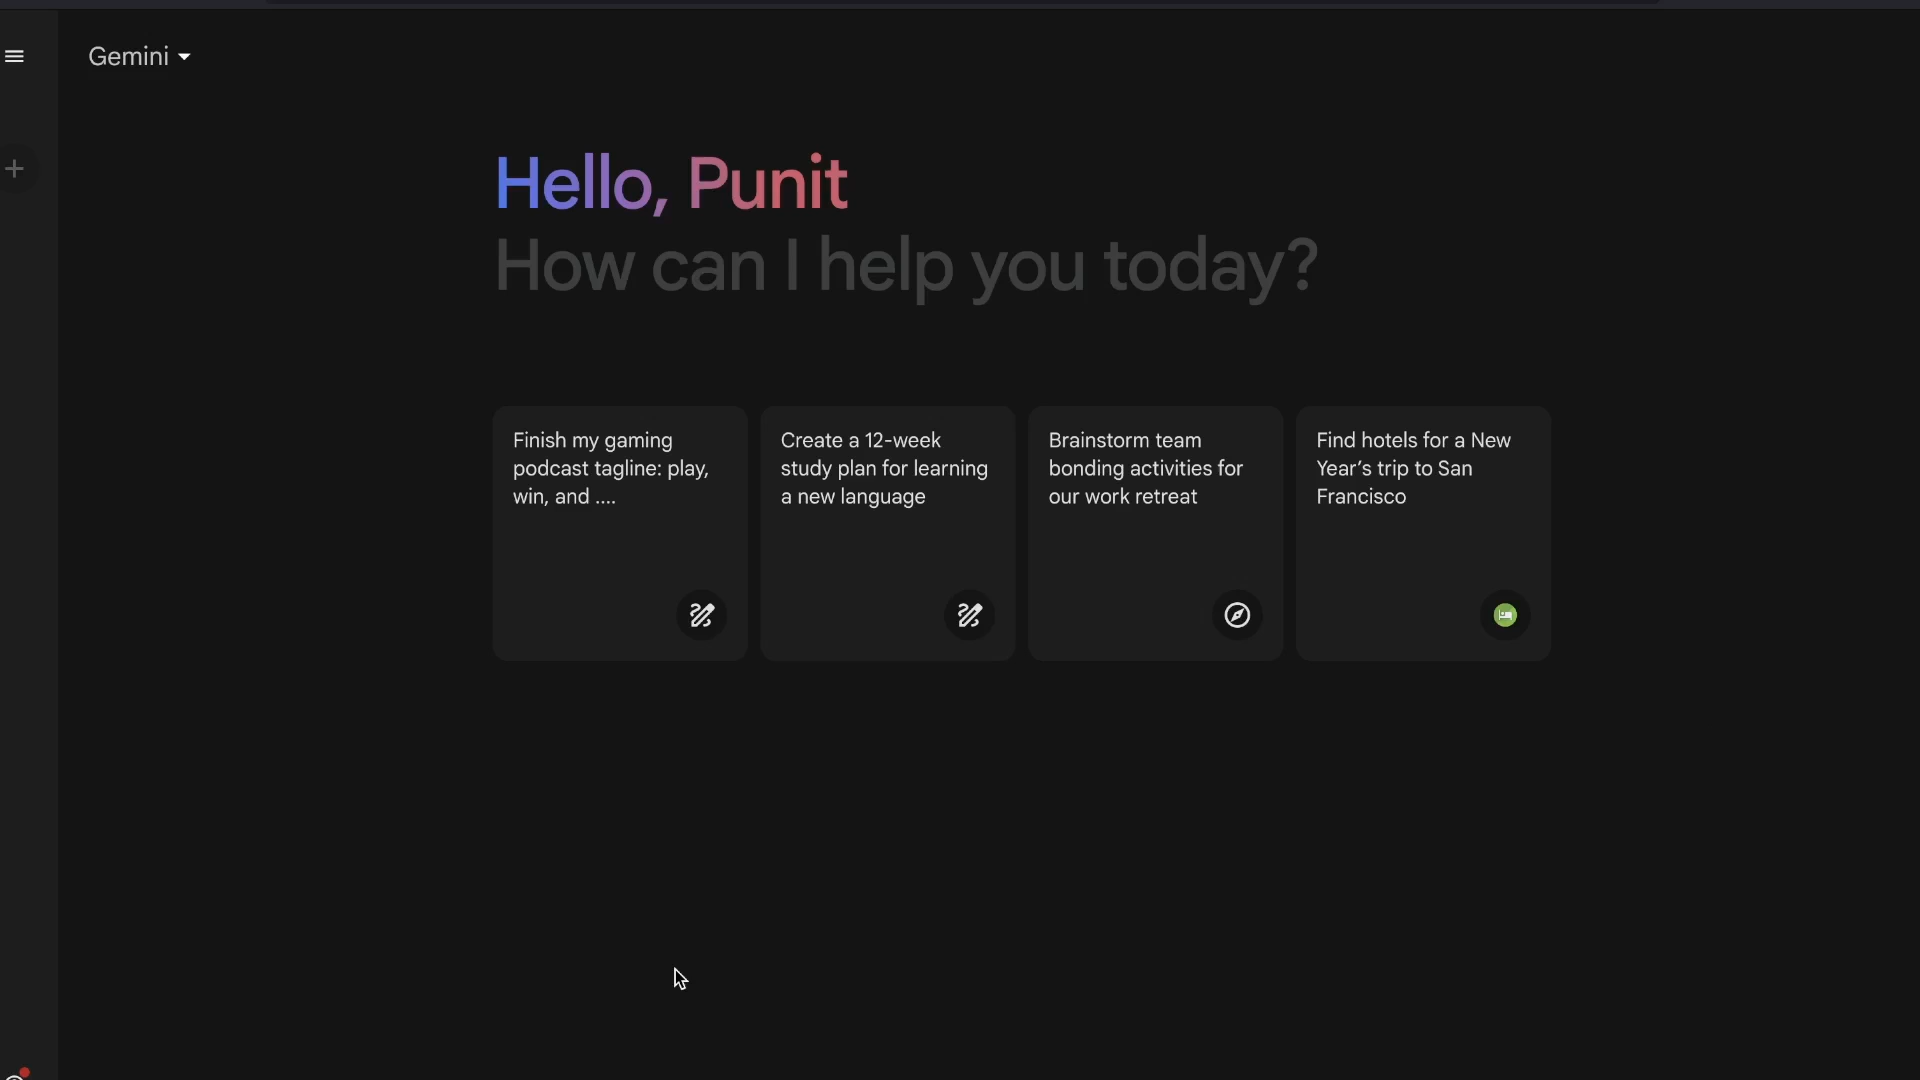 Gemini
Hello, Punit
How can I help you today?
Finish my gaming
podcast tagline: play,
win, and ....
Create a 12-week
study plan for learning
a new language
Brainstorm team
bonding activities for
our work retreat
Find hotels for a New
Year’s trip to San
Francisco